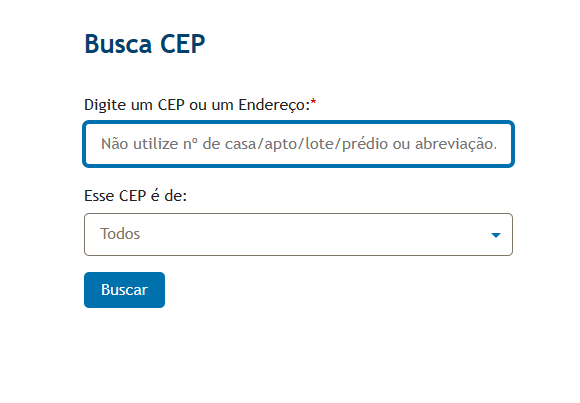 Busca CEP
Digite um CEP ou um Endereço:*
Não utilize nº de casa/apto/lote/prédio ou abreviação.
Esse CEP é de:
Todos
Buscar